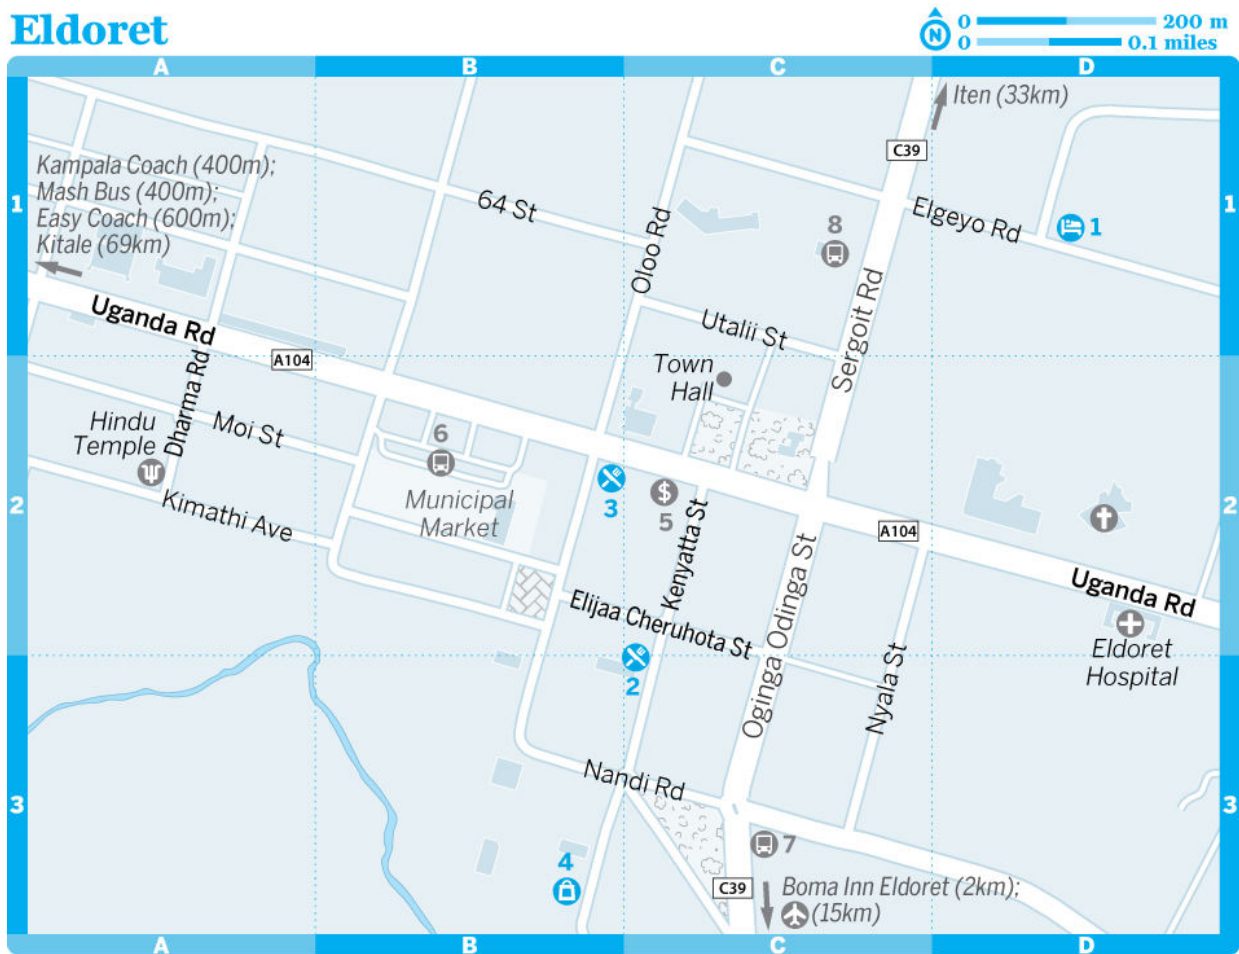 Eldoret
N
0 200 m
0 0.1 miles
A B C D
1
1
2
2
3
3
A B C D
Iten (33km)
C39
Kampala Coach (400m);
Mash Bus (400m);
Easy Coach (600m);
Kitale (69km)
64 St
Oloo Rd
8
Elgeyo Rd
1
Uganda Rd
A104
Utalii St
Sergoit Rd
Town
Hall
Dharma Rd
Hindu
Temple
Moi St
6
Municipal
Market
3
$
5
Kimathi Ave
Kenyatta St
A104
Oginga Odinga St
Uganda Rd
Elijaa Cheruhota St
Eldoret
Hospital
2
Nyala St
Nandi Rd
7
4
C39
Boma Inn Eldoret (2km);
(15km)